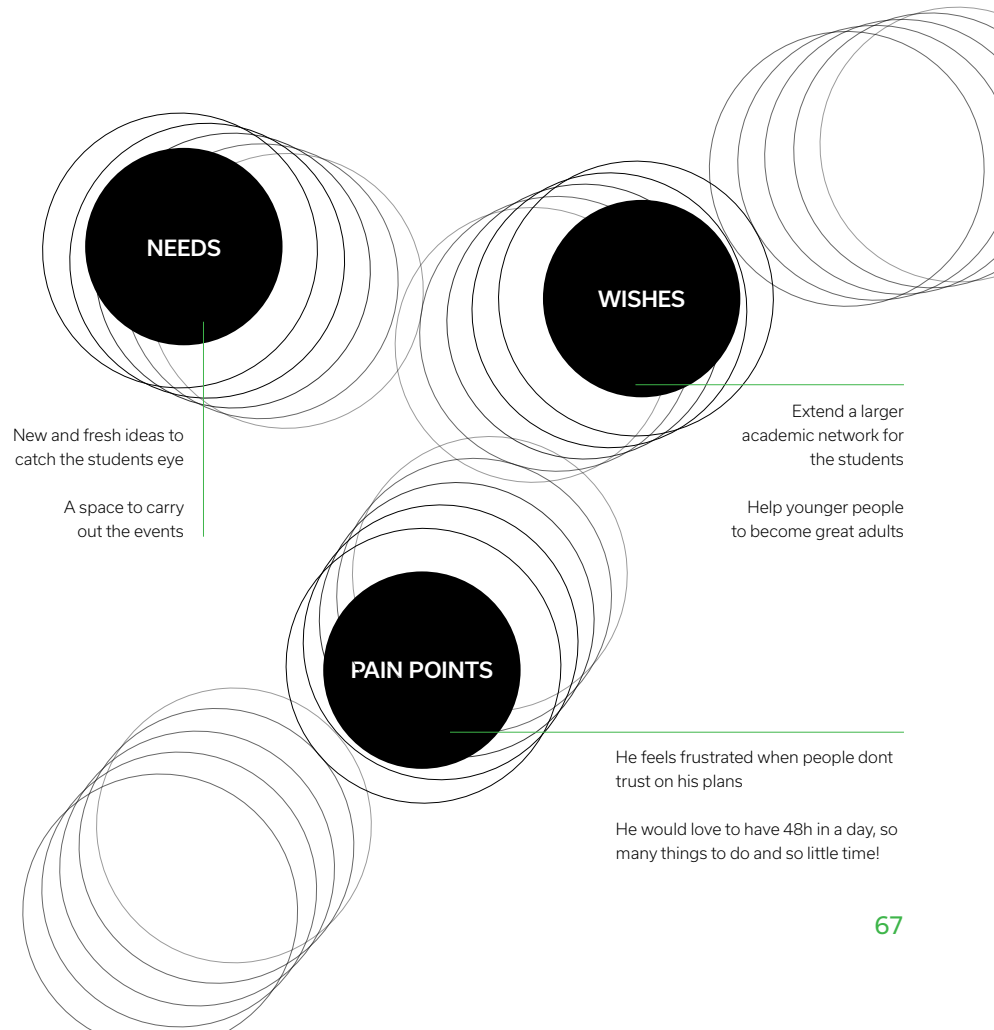 NEEDS
New and fresh ideas to
catch the students eye
A space to carry
out the events
WISHES
Extend a larger
academic network for
the students
Help younger people
to become great adults
PAIN POINTS
He feels frustrated when people dont
trust on his plans
He would love to have 48h in a day, so
many things to do and so little time!
67